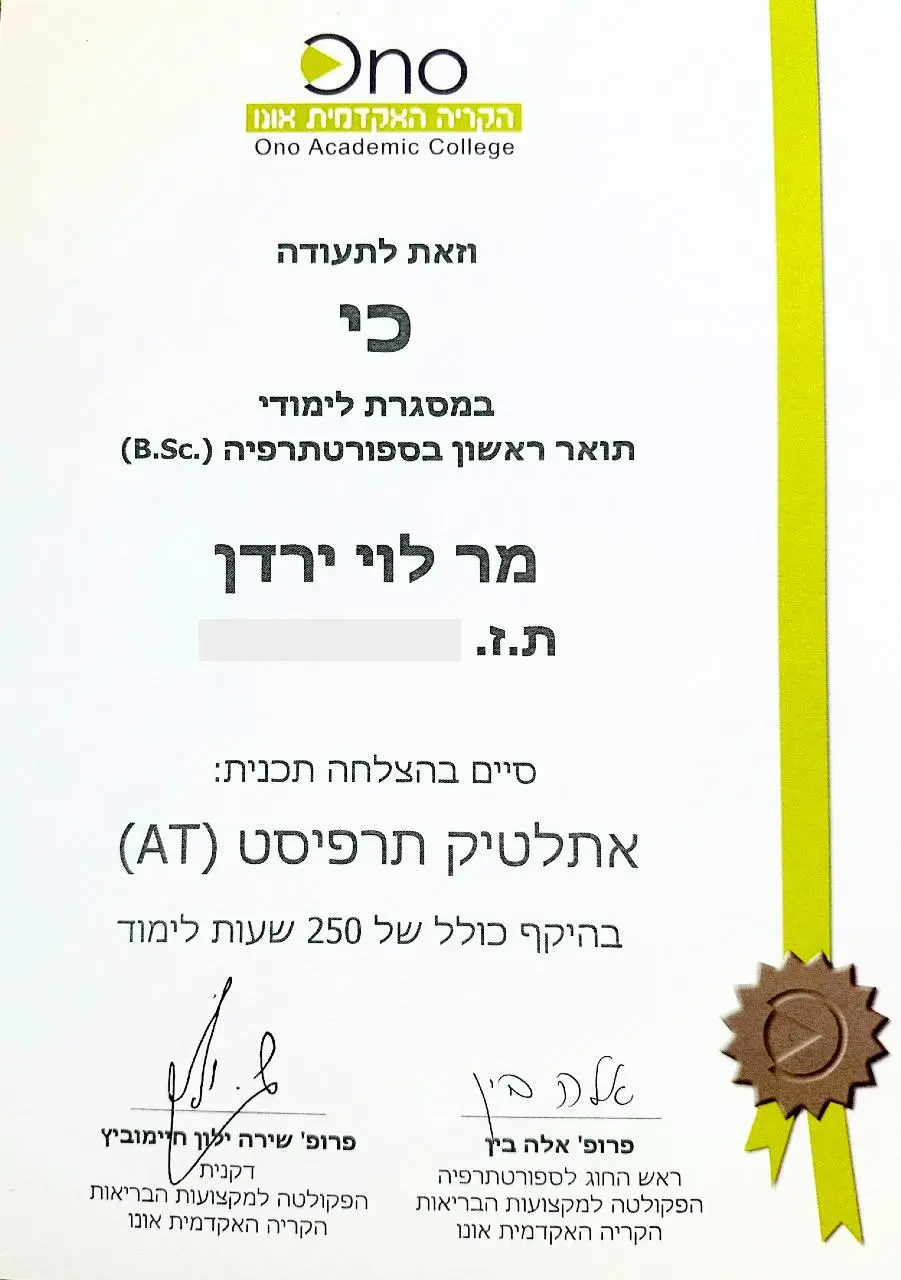 Ono
הקריה האקדמית אונו
Ono Academic College
וזאת לתעודה
כי
במסגרת לימודי
תואר ראשון בספורטתרפיה (B.Sc.)
מר לוי ירדן
ת.ז.
סיים בהצלחה תכנית:
אתלטיק תרפיסט (AT)
בהיקף כולל של 250 שעות לימוד
אלה בין
פרופ' אלה בין
ראש החוג לספורטתרפיה
הפקולטה למקצועות הבריאות
הקריה האקדמית אונו
פרופ' שירה ילון חיימוביץ
דקנית
הפקולטה למקצועות הבריאות
הקריה האקדמית אונו